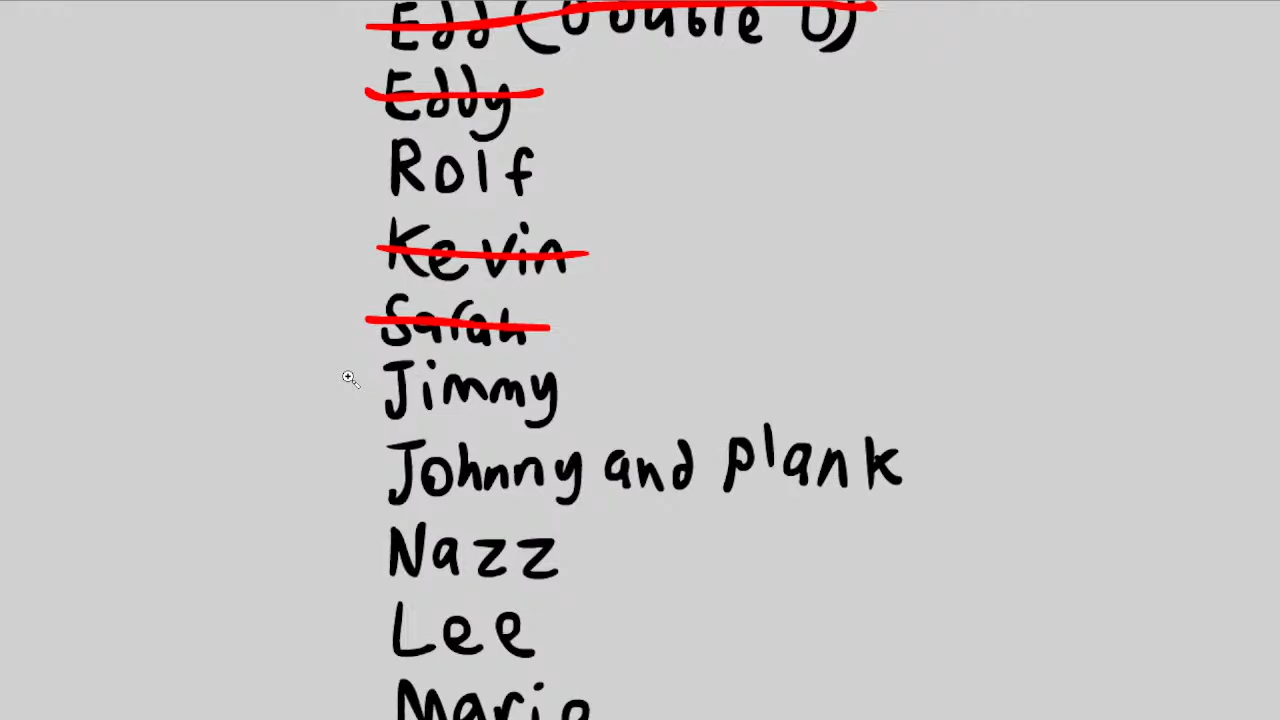 Edd (Double D)
Eddy
Rolf
Kevin
Sarah
Jimmy
Johnny and plank
Nazz
Lee
Marie